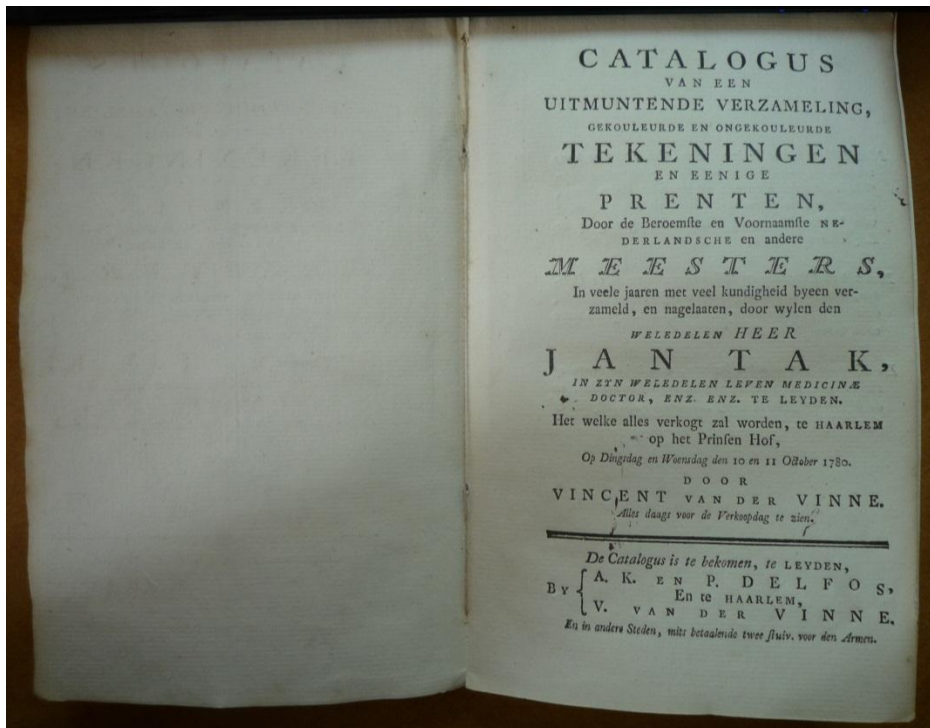 CATALOGUS
VAN EEN
UITMUNTENDE VERZAMELING,
GEKOULEURDE EN ONGEKOULEURDE
TEKENINGEN
EN EENIGE
PRENTEN,
Door de Beroemſte en Voornaamſte NE-
DERLANDSCHE en andere
MEESTERS,
In veele jaaren met veel kundigheid byeen ver-
zameld, en nagelaaten, door wylen den
WELEDELEN HEER
JAN TAK,
IN ZYN WELEDELEN LEVEN MEDICINÆ
DOCTOR, ENZ. ENZ. TE LEYDEN.
Het welke alles verkogt zal worden, te HAARLEM
op het Prinſen Hof,
Op Dingsdag en Woensdag den 10 en 11 October 1780.
DOOR
VINCENT VAN DER VINNE.
Alles daags voor de Verkoopdag te zien.
De Catalogus is te bekomen, te LEYDEN,
BY { A. K. EN P. DELFOS,
En te HAARLEM,
V. VAN DER VINNE.
En in andere Steden, mits betaalende twee ſtuiv. voor den Armen.